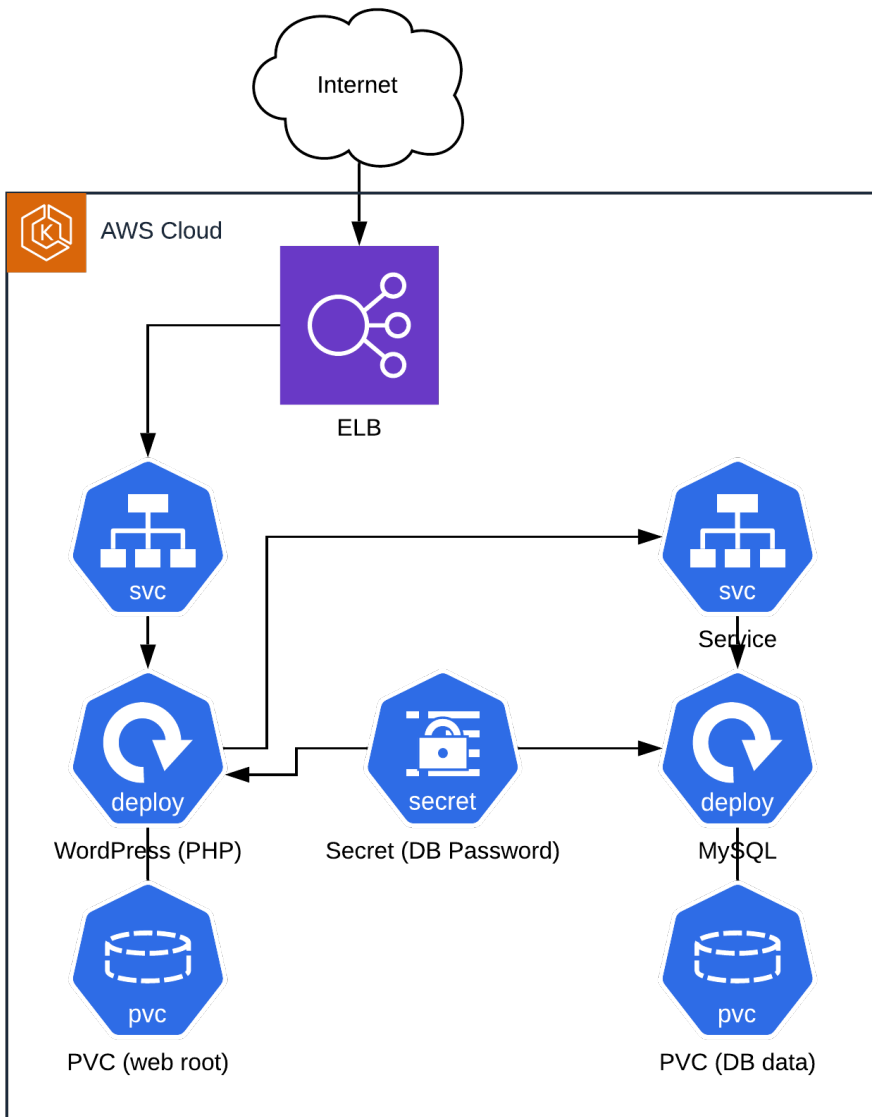 Internet
K
AWS Cloud
ELB
svc
svc
Service
deploy
secret
deploy
WordPress (PHP)
Secret (DB Password)
MySQL
pvc
pvc
PVC (web root)
PVC (DB data)